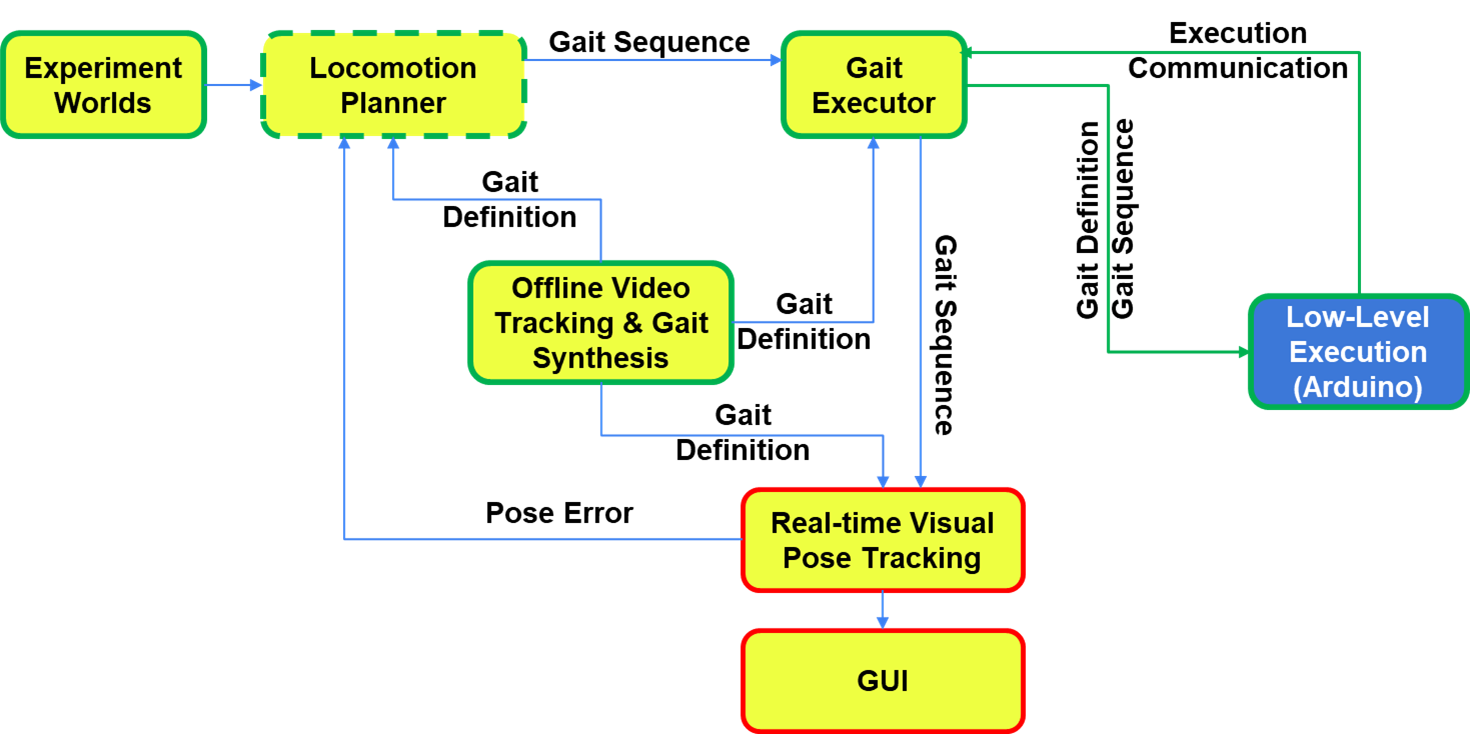 Experiment
Worlds
Locomotion
Planner
Gait Sequence
Gait
Executor
Execution
Communication
Gait
Definition
Gait Definition
Gait Sequence
Offline Video
Tracking & Gait
Synthesis
Gait
Definition
Gait Sequence
Low-Level
Execution
(Arduino)
Gait
Definition
Pose Error
Real-time Visual
Pose Tracking
GUI